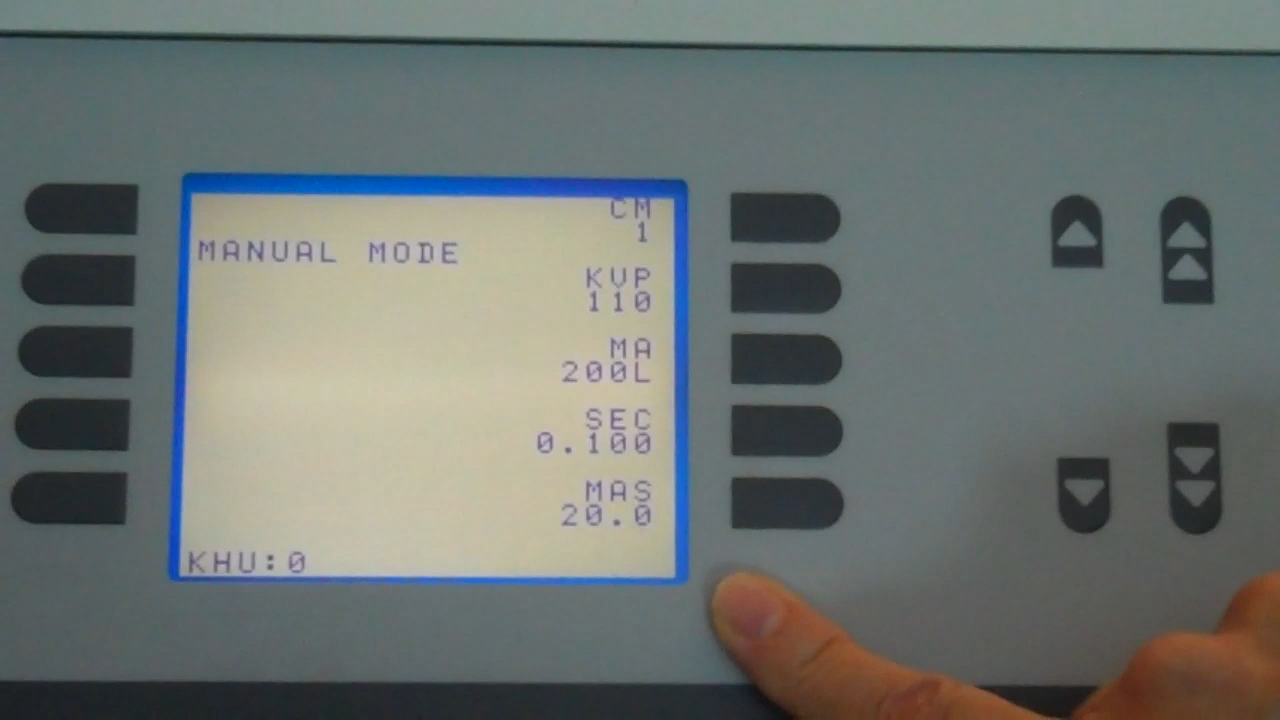 CM
1
MANUAL MODE
KVP
110
MA
200L
SEC
0.100
MAS
20.0
KHU:0